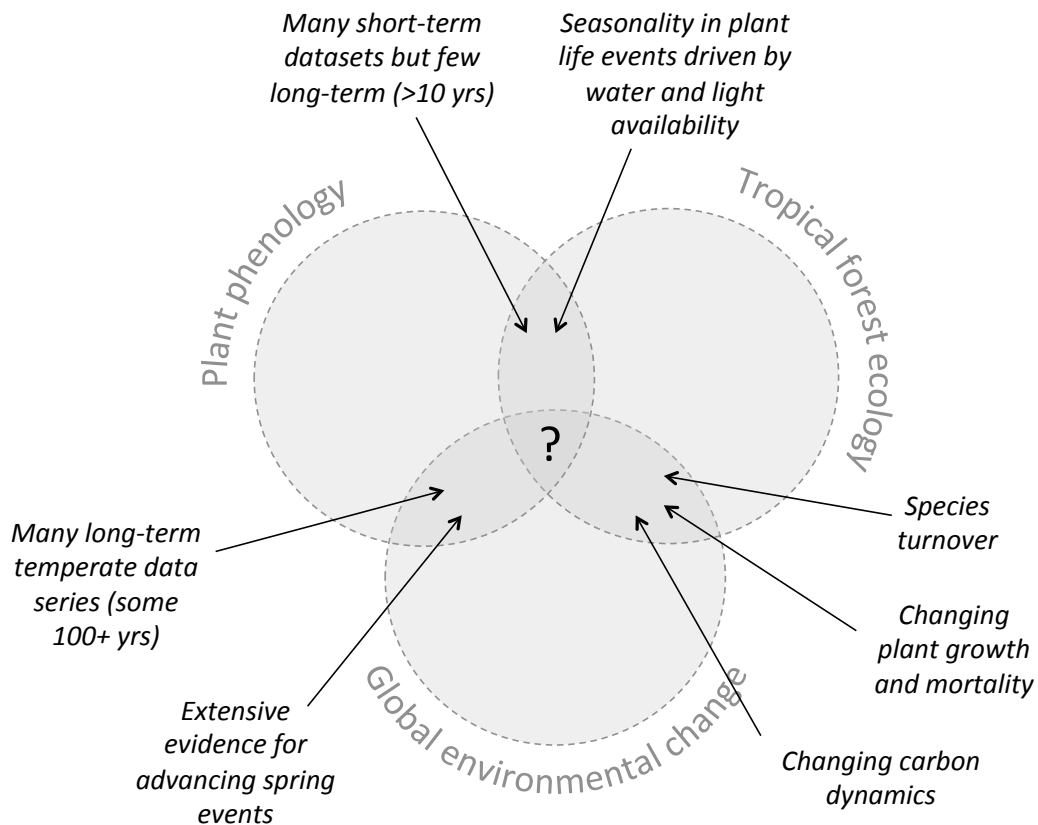 Many short-term
datasets but few
long-term (>10 yrs)
Seasonality in plant
life events driven by
water and light
availability
Plant phenology
Tropical forest ecology
?
Many long-term
temperate data
series (some
100+ yrs)
Species
turnover
Changing
plant growth
and mortality
Extensive
evidence for
advancing spring
events
Global environmental change
Changing carbon
dynamics